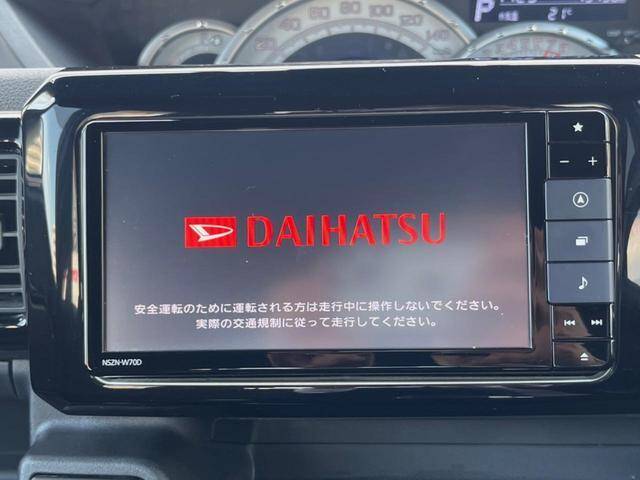 P
21℃
DAIHATSU
安全運転のために運転される方は走行中に操作しないでください。
実際の交通規制に従って走行してください。
NSZN-W70D